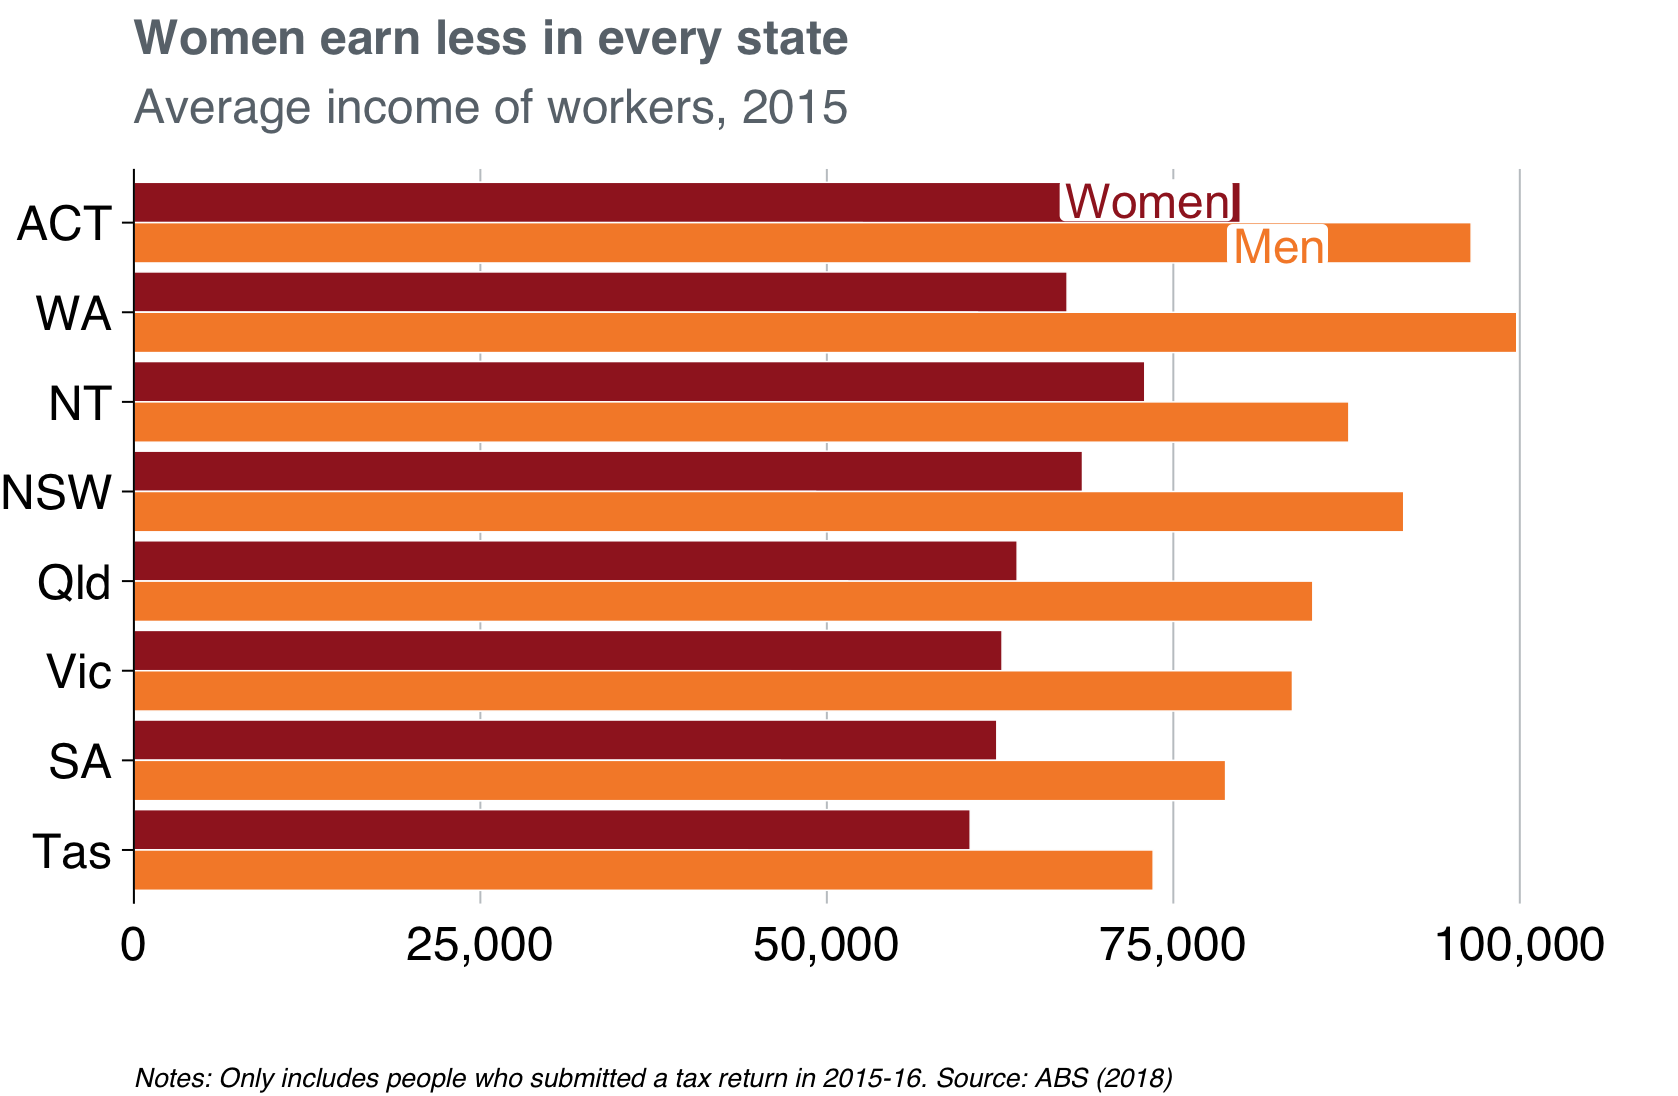 Women earn less in every state
Average income of workers, 2015
ACT
Women
Men
WA
NT
NSW
Qld
Vic
SA
Tas
0 25,000 50,000 75,000 100,000
Notes: Only includes people who submitted a tax return in 2015-16. Source: ABS (2018)